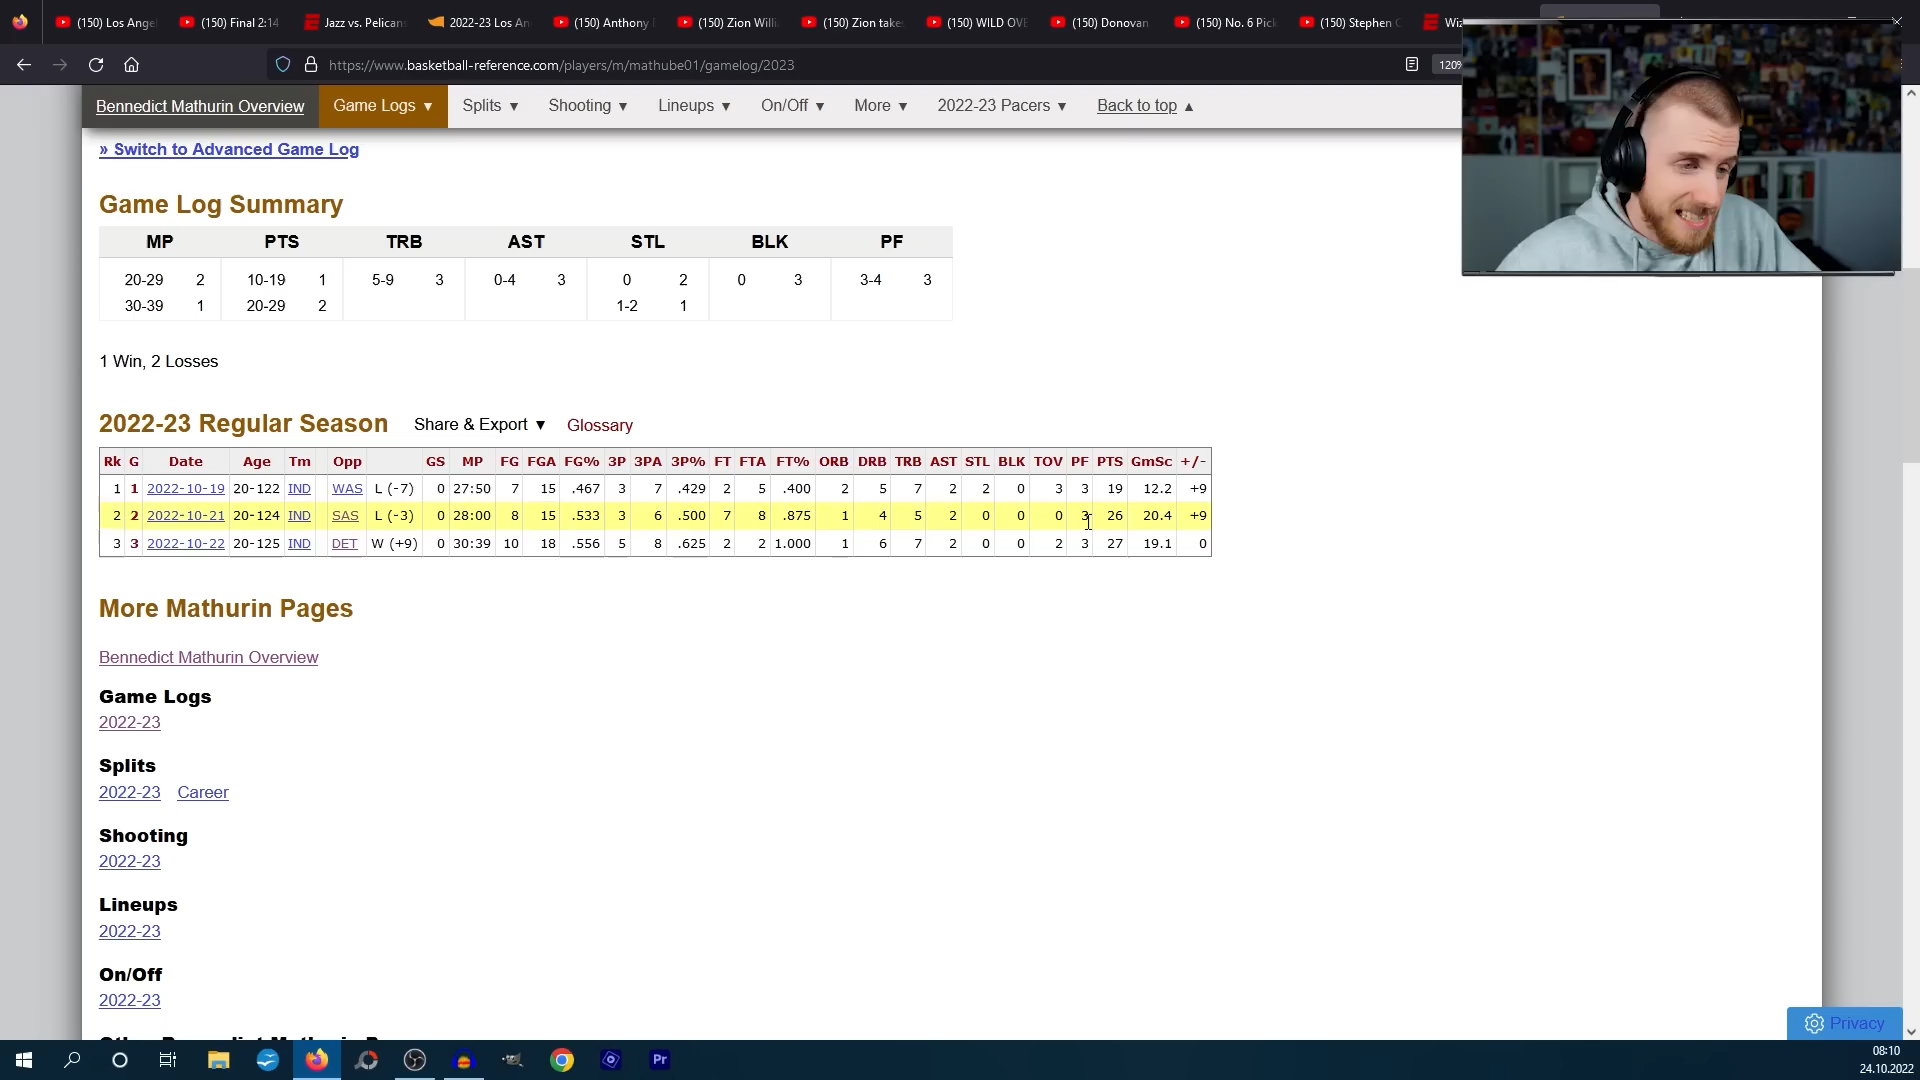 (150) Los Angel
(150) Final 2:14
Jazz vs. Pelicans
2022-23 Los An
(150) Anthony
(150) Zion Willi
(150) Zion takes
(150) WILD OVE
(150) Donovan
(150) No. 6 Pick
(150) Stephen C
Wiz
https://www.basketball-reference.com/players/m/mathube01/gamelog/2023
120%
Bennedict Mathurin Overview Game Logs ▼ Splits ▼ Shooting ▼ Lineups ▼ On/Off ▼ More ▼ 2022-23 Pacers ▼ Back to top ▲
» Switch to Advanced Game Log
Game Log Summary
MP PTS TRB AST STL BLK PF
20-29 2 10-19 1 5-9 3 0-4 3 0 2 0 3 3-4 3
30-39 1 20-29 2 1-2 1
1 Win, 2 Losses
2022-23 Regular Season Share & Export ▼ Glossary
Rk G Date Age Tm Opp GS MP FG FGA FG% 3P 3PA 3P% FT FTA FT% ORB DRB TRB AST STL BLK TOV PF PTS GmSc +/-
1 1 2022-10-19 20-122 IND WAS L (-7) 0 27:50 7 15 .467 3 7 .429 2 5 .400 2 5 7 2 2 0 3 3 19 12.2 +9
2 2 2022-10-21 20-124 IND SAS L (-3) 0 28:00 8 15 .533 3 6 .500 7 8 .875 1 4 5 2 0 0 0 3 26 20.4 +9
3 3 2022-10-22 20-125 IND DET W (+9) 0 30:39 10 18 .556 5 8 .625 2 2 1.000 1 6 7 2 0 0 2 3 27 19.1 0
More Mathurin Pages
Bennedict Mathurin Overview
Game Logs
2022-23
Splits
2022-23 Career
Shooting
2022-23
Lineups
2022-23
On/Off
2022-23
Privacy
Pr
08:10
24.10.2022